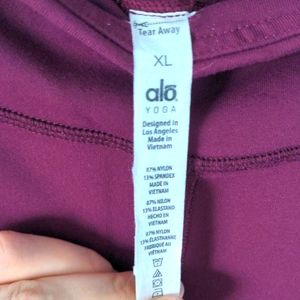 Tear Away
XL
alo
YOGA
Designed in
Los Angeles
Made in
Vietnam
87% NYLON
13% SPANDEX
MADE IN
VIETNAM
87% NILON
13% ELASTANO
HECHO EN
VIETNAM
87% NYLON
13% ÉLASTHANNE
FABRIQUÉ AU
VIETNAM